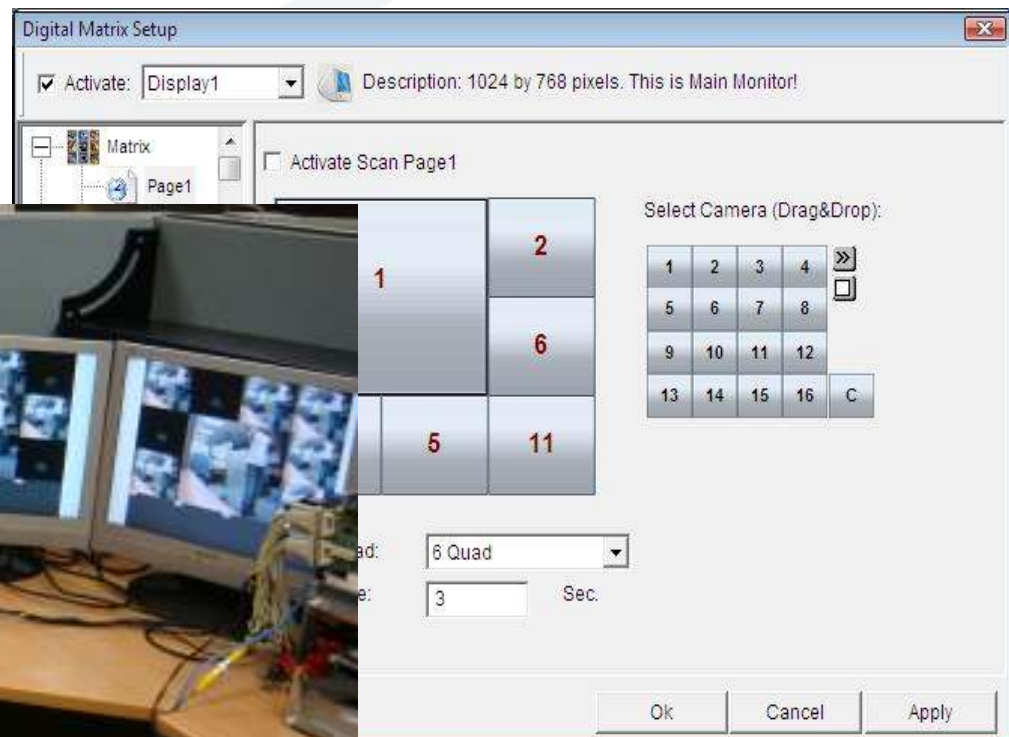 Digital Matrix Setup
Activate: Display1 Description: 1024 by 768 pixels. This is Main Monitor!
Matrix
Page1
Activate Scan Page1
Select Camera (Drag&Drop):
1 2
6
5 11
1 2 3 4 »
5 6 7 8
9 10 11 12
13 14 15 16 C
ad: 6 Quad
e: 3 Sec.
Ok Cancel Apply